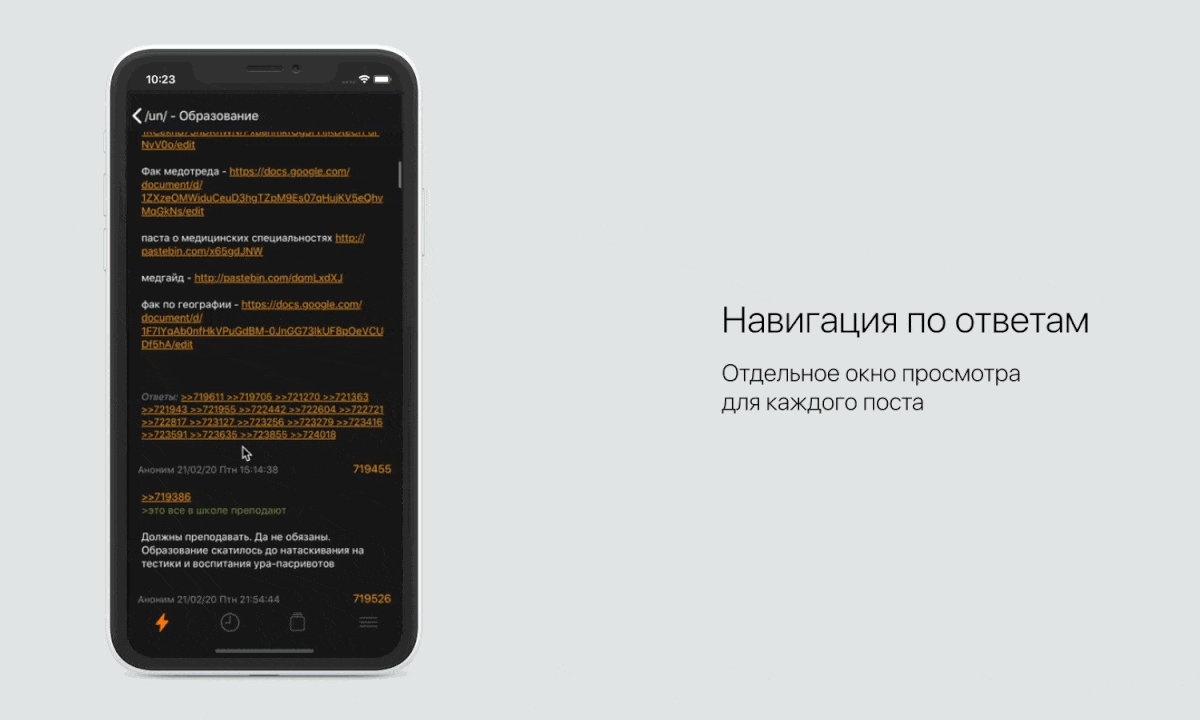 10:23
/un/ - Образование
NvV0o/edit
Фак медотреда - https://docs.google.com/
document/d/
1ZXzeOMWjduCeuD3hgTZpM9Es07qHujKV5eQhv
MqGkNs/edit
паста о медицинских специальностях http://
pastebin.com/x65gdJNW
медгайд - http://pastebin.com/dqmLxdXJ
фак по географии - https://docs.google.com/
document/d/
1F7lYqAb0nfHkVPuGdBM-0JnGG73lkUF8pOeVCU
Df5hA/edit
Ответы: >>719611 >>719705 >>721270 >>721363
>>721943 >>721955 >>722442 >>722604 >>722721
>>722817 >>723127 >>723256 >>723279 >>723416
>>723591 >>723635 >>723855 >>724018
Аноним 21/02/20 Птн 15:14:38 719455
>>719386
>это все в школе преподают
Должны преподавать. Да не обязаны.
Образование скатилось до натаскивания на
тестики и воспитания ура-пасривотов
Аноним 21/02/20 Птн 21:54:44 719526
Навигация по ответам
Отдельное окно просмотра
для каждого поста